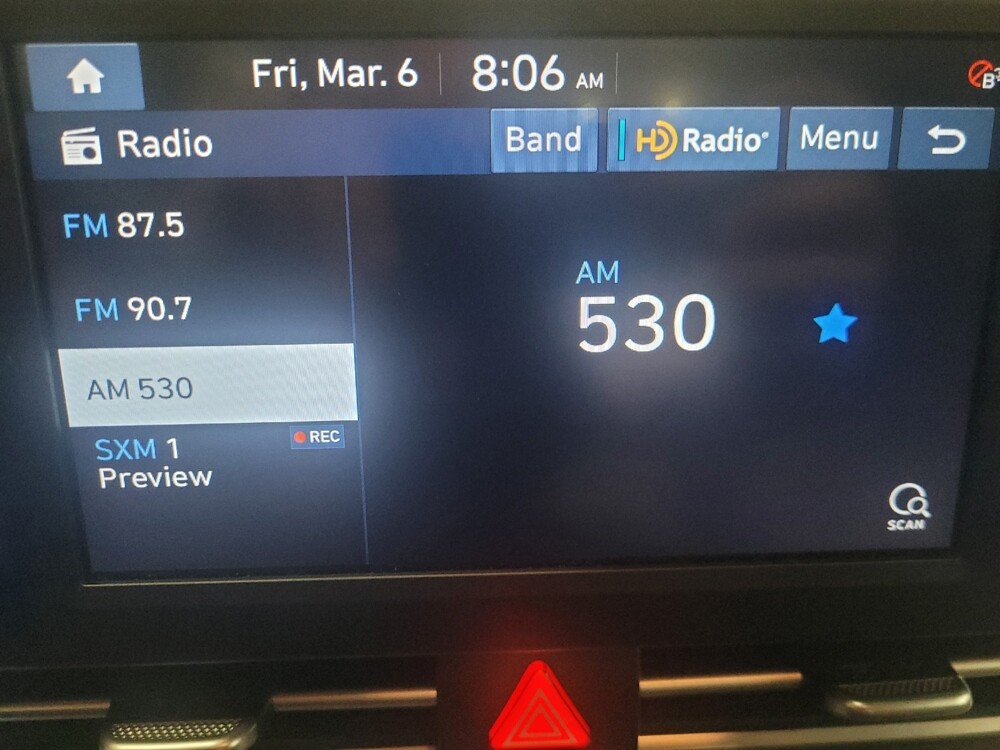 Fri, Mar. 6 8:06 AM
Radio Band HD Radio® Menu
FM 87.5
FM 90.7
AM 530
SXM 1 REC
Preview
AM
530
SCAN